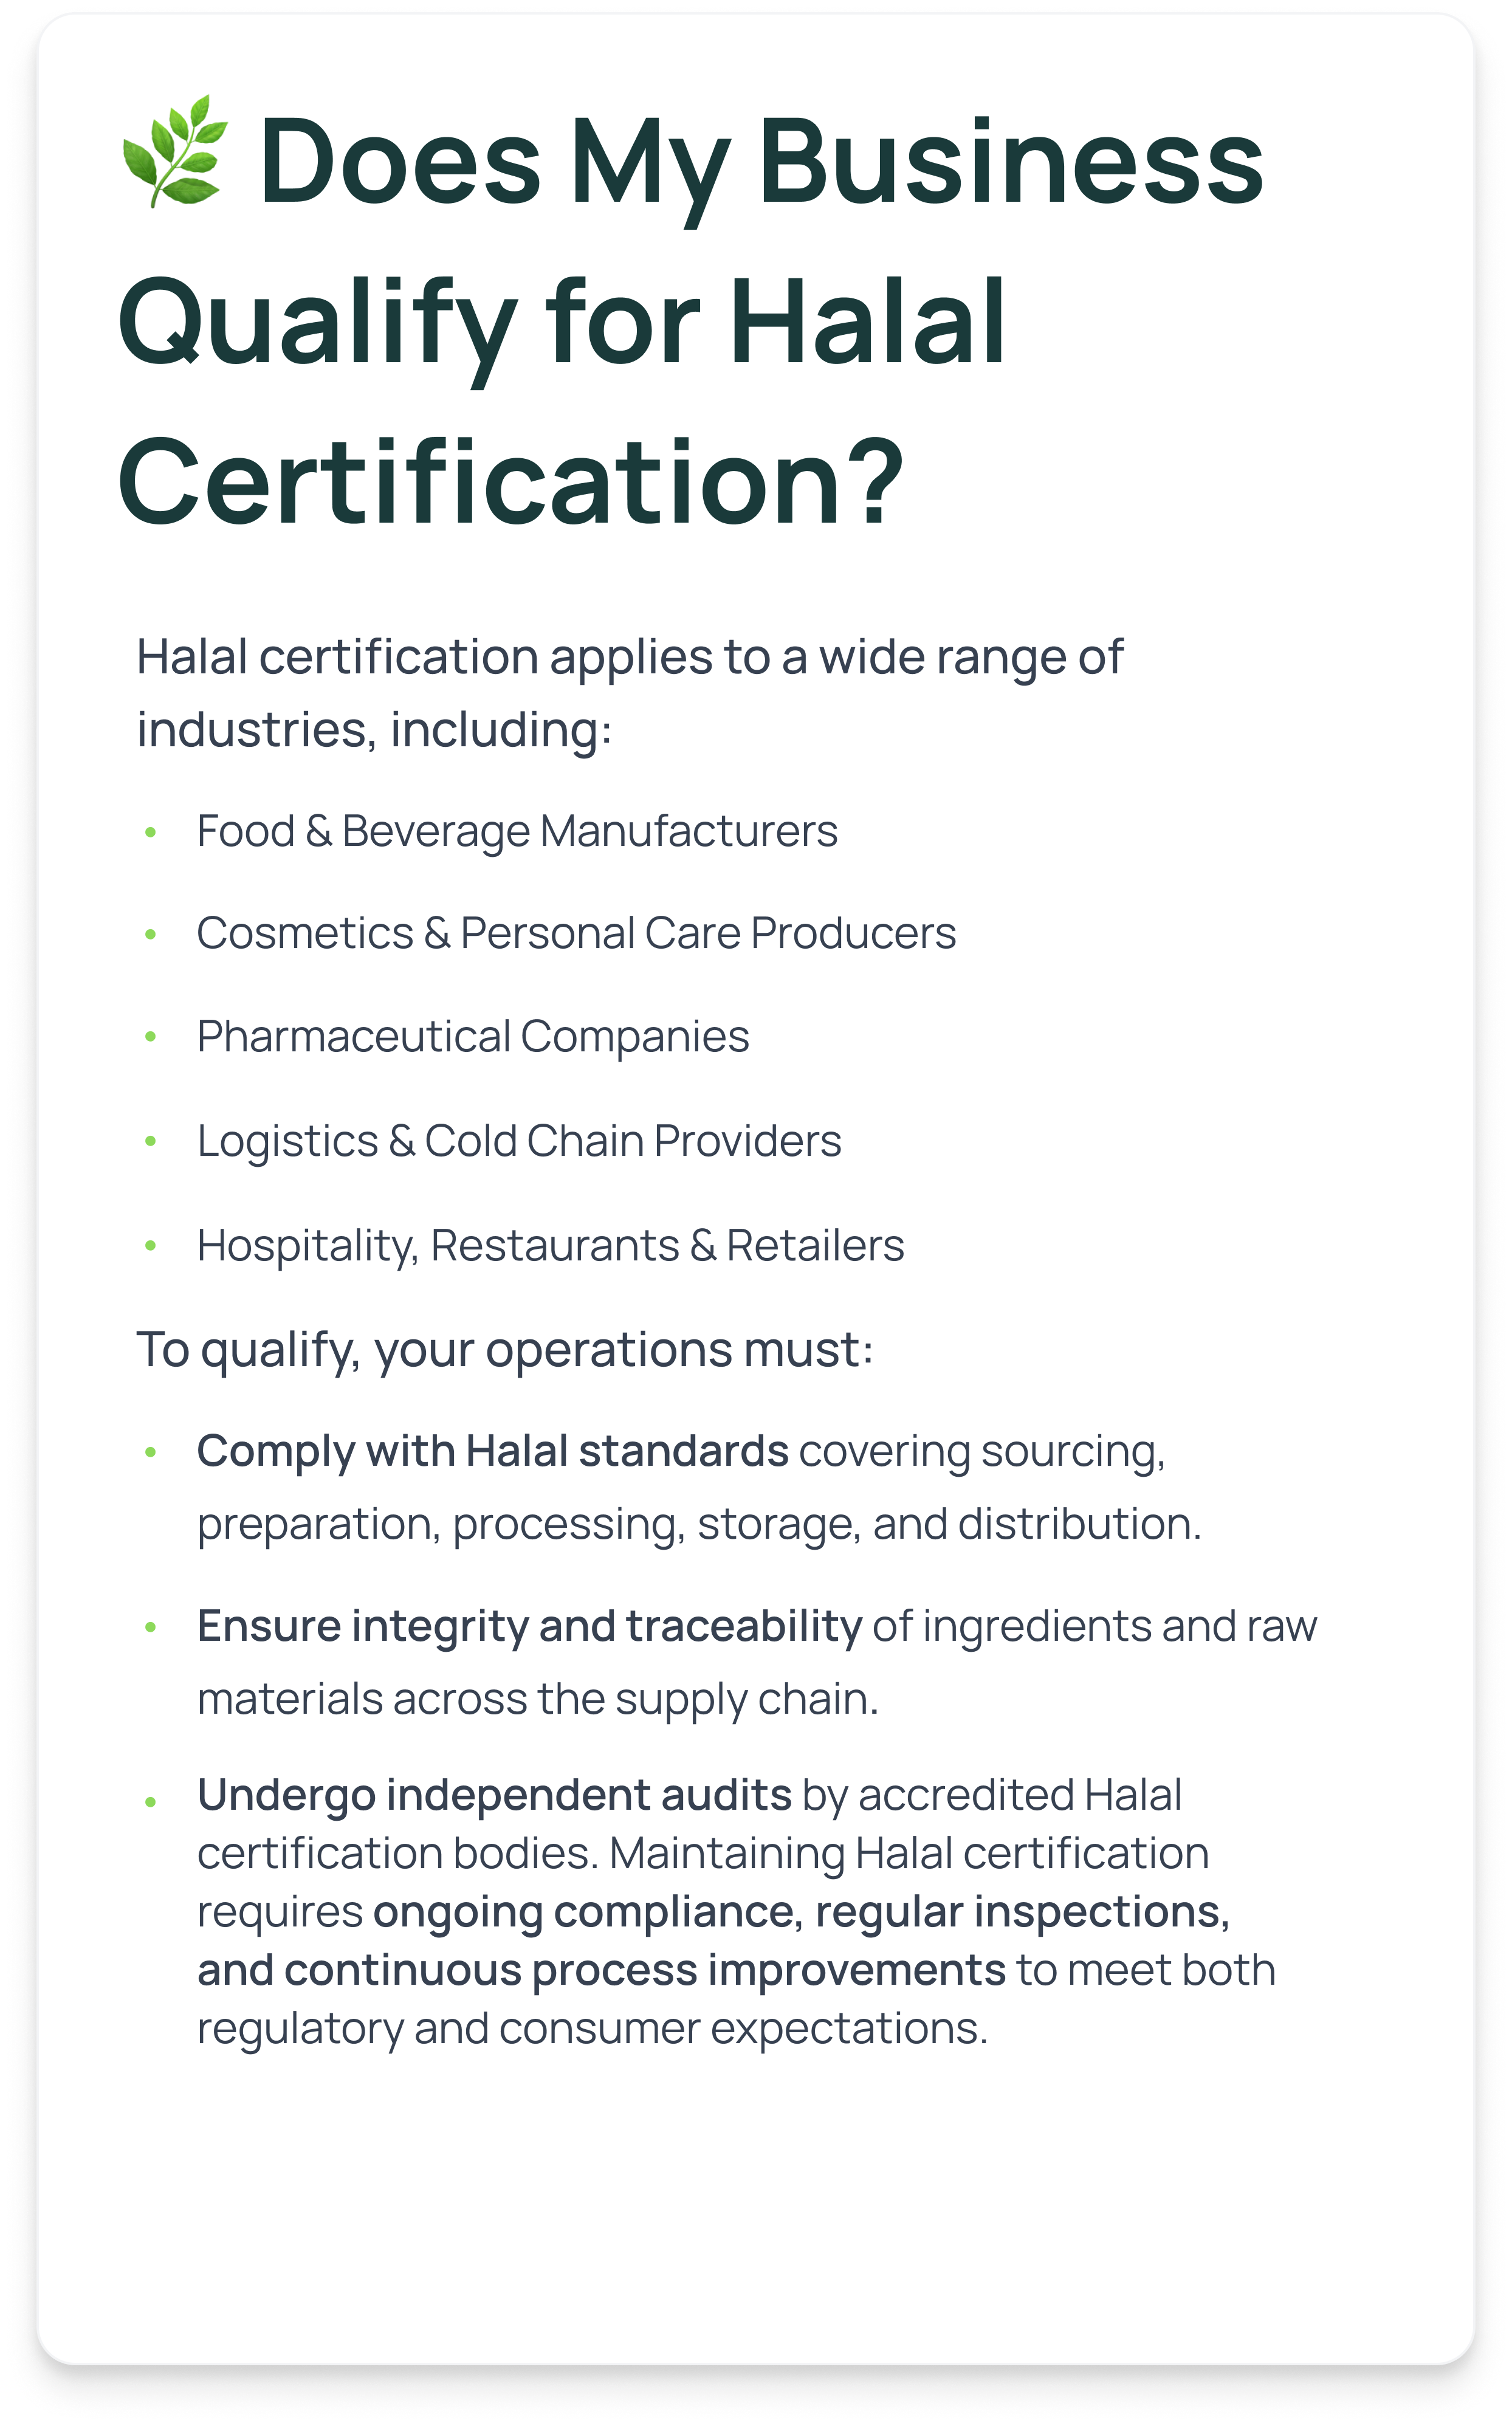 🌿 Does My Business
Qualify for Halal
Certification?
Halal certification applies to a wide range of
industries, including:
• Food & Beverage Manufacturers
• Cosmetics & Personal Care Producers
• Pharmaceutical Companies
• Logistics & Cold Chain Providers
• Hospitality, Restaurants & Retailers
To qualify, your operations must:
• Comply with Halal standards covering sourcing,
preparation, processing, storage, and distribution.
• Ensure integrity and traceability of ingredients and raw
materials across the supply chain.
• Undergo independent audits by accredited Halal
certification bodies. Maintaining Halal certification
requires ongoing compliance, regular inspections,
and continuous process improvements to meet both
regulatory and consumer expectations.